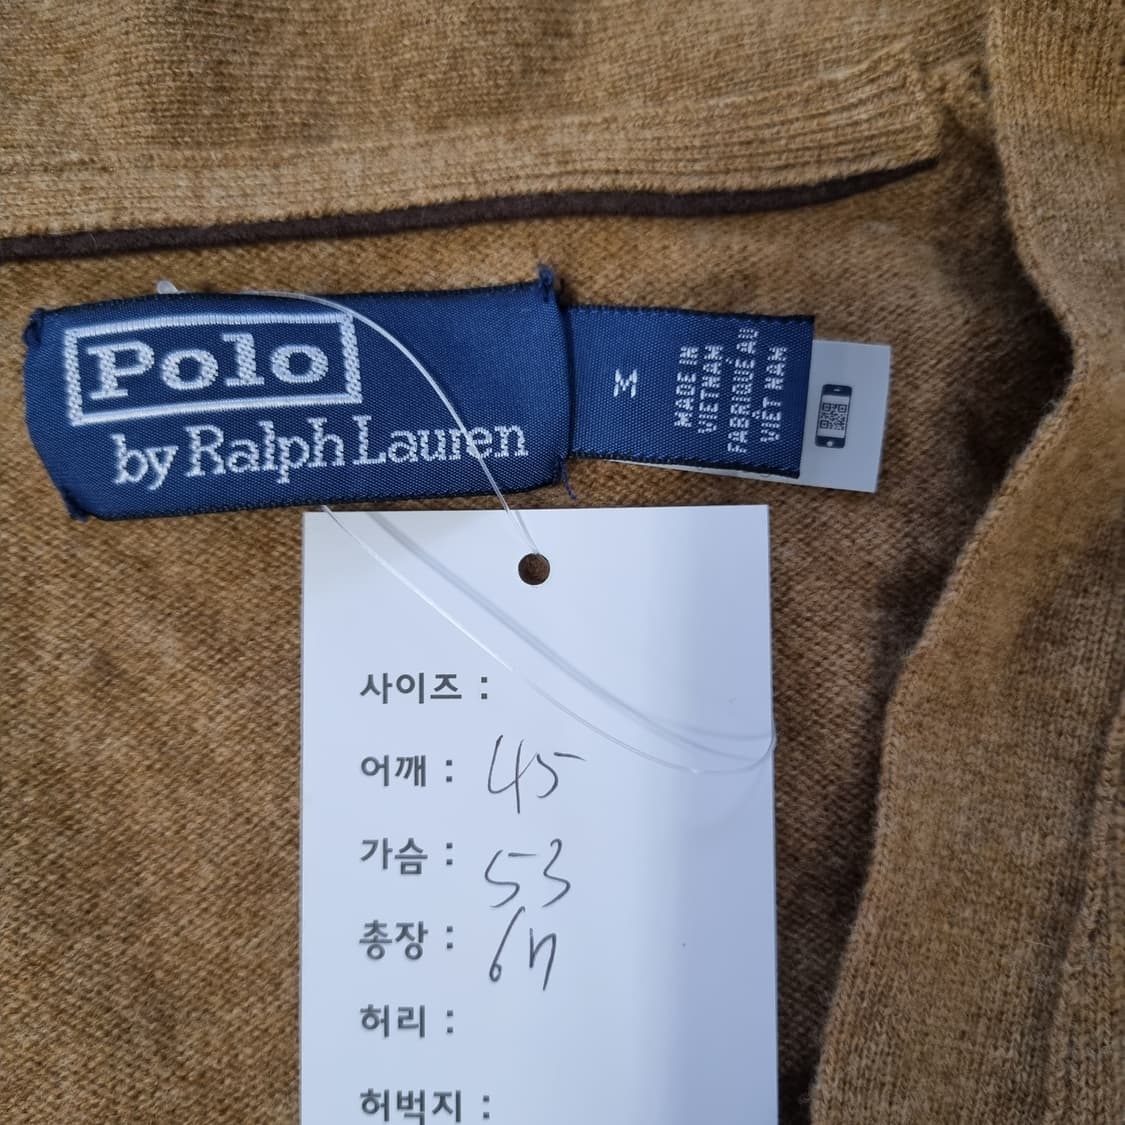 Polo
by Ralph Lauren
M
MADE IN
VIETNAM
FABRIQUÉ AU
VIÊT NAM
사이즈 :
어깨 : 45
가슴 : 53
총장 : 67
허리 :
허벅지 :